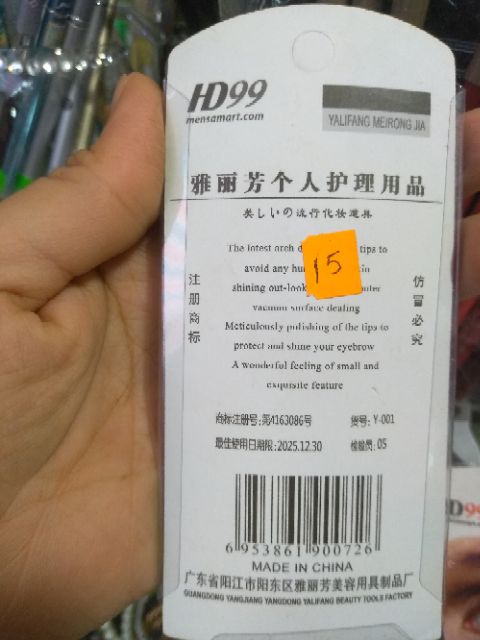 HD99
mensamart.com
YALIFANG MEIRONG JIA
雅丽芳个人护理用品
美しいの流行化妆道具
The intest arch tips to
avoid any
15
shining out-look outer
vacuum surface dealing
Meticulously pulishing of the tips to
protect and shine your eyebrow
A wonderful feeling of small and
exquisite feature
注册商标
仿冒必究
商标注册号:第4163086号 货号: Y-001
最佳使用日期限:2025.12.30 检验员: 05
6 953861 900726
MADE IN CHINA
广东省阳江市阳东区雅丽芳美容用具制品厂
GUANGDONG YANGJIANG YANGDONG YALIFANG BEAUTY TOOLS FACTORY
D99